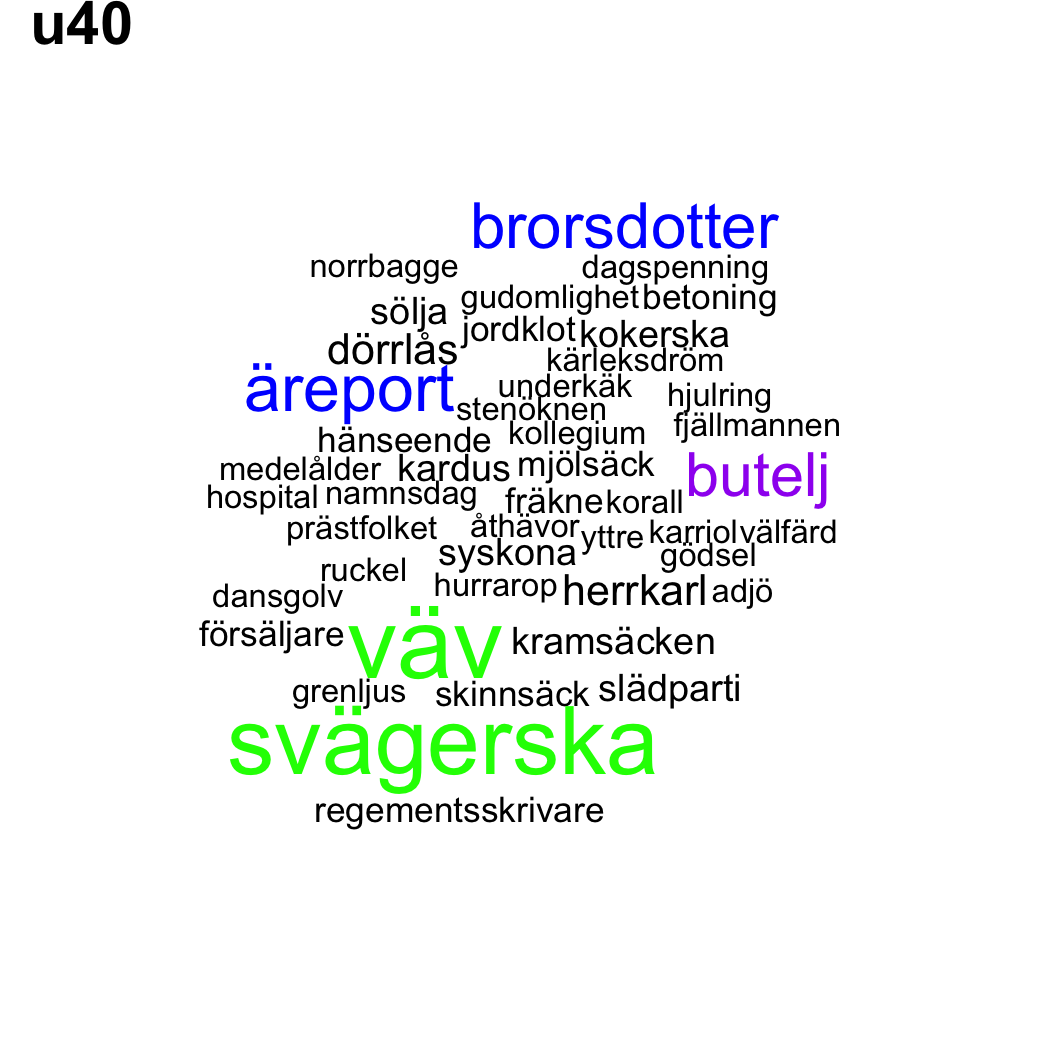 u40
brorsdotter
norrbagge dagspenning
sölja gudomlighet betoning
dörrlås jordklot kokerska
kärleksdröm
äreport underkäk hjulring
stenöknen fjällmannen
hänseende kollegium
medelålder kardus mjölsäck butelj
hospital namnsdag fräkne korall
prästfolket åthävor yttre karriol välfärd
syskona gödsel
ruckel hurrarop herrkarl adjö
dansgolv
försäljare väv kramsäcken
grenljus skinnsäck slädparti
svägerska
regementsskrivare